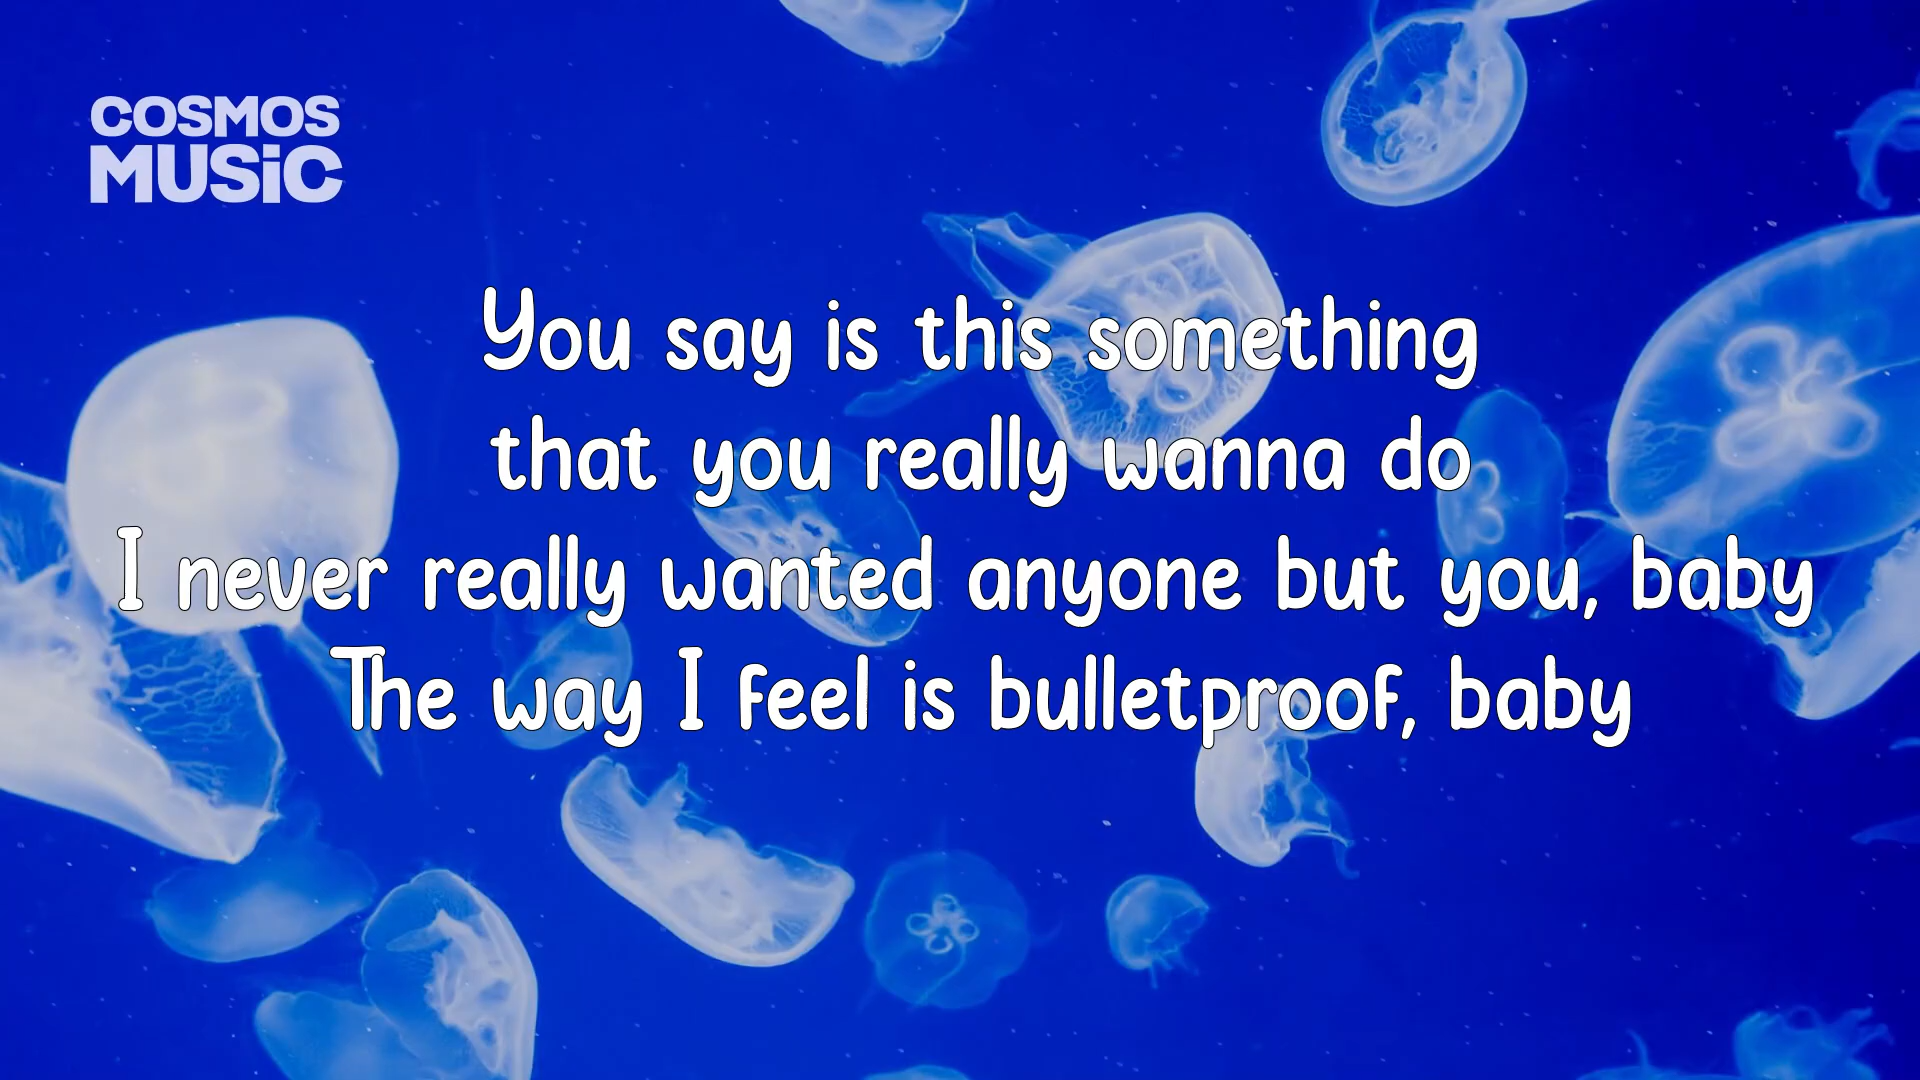 COSMOS
MUSiC
You say is this something
that you really wanna do
I never really wanted anyone but you, baby
The way I feel is bulletproof, baby